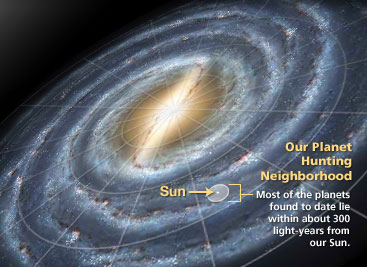 Our Planet
Hunting
Neighborhood
Sun
Most of the planets
found to date lie
within about 300
light-years from
our Sun.